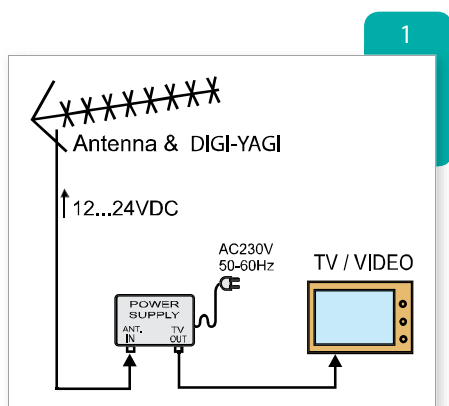 1
Antenna & DIGI-YAGI
12...24VDC
AC230V
50-60Hz
TV / VIDEO
POWER
SUPPLY
ANT. TV
IN OUT